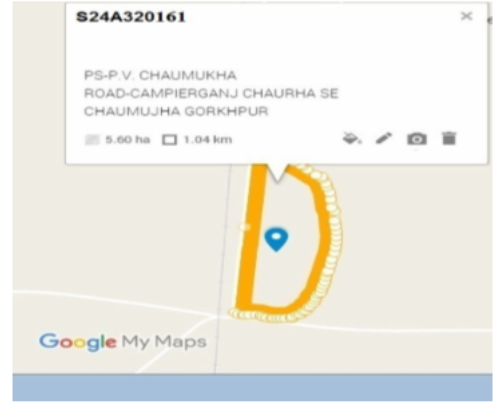 S24A320161
PS-P.V. CHAUMUKHA
ROAD-CAMPIERGANJ CHAURHA SE
CHAUMUJHA GORKHPUR
5.60 ha 1.04 km
Google My Maps